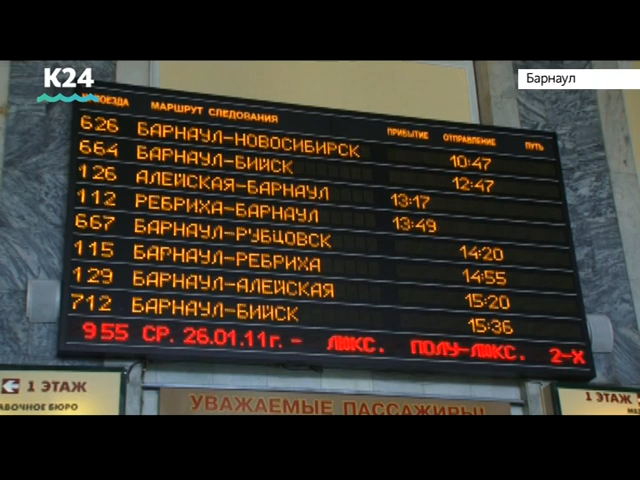 К24
Барнаул
ПОЕЗДА МАРШРУТ СЛЕДОВАНИЯ ПРИБЫТИЕ ОТПРАВЛЕНИЕ ПУТЬ
626 БАРНАУЛ-НОВОСИБИРСК 10:47
664 БАРНАУЛ-БИЙСК 12:47
126 АЛЕЙСКАЯ-БАРНАУЛ 13:17
112 РЕБРИХА-БАРНАУЛ 13:49
667 БАРНАУЛ-РУБЦОВСК 14:20
115 БАРНАУЛ-РЕБРИХА 14:55
129 БАРНАУЛ-АЛЕЙСКАЯ 15:20
712 БАРНАУЛ-БИЙСК 15:36
9 55 СР. 26.01.11г. - ЛЮКС. ПОЛУ-ЛЮКС. 2-Х
1 ЭТАЖ
АВОЧНОЕ БЮРО
УВАЖАЕМЫЕ ПАССАЖИРЫ!
1 ЭТАЖ